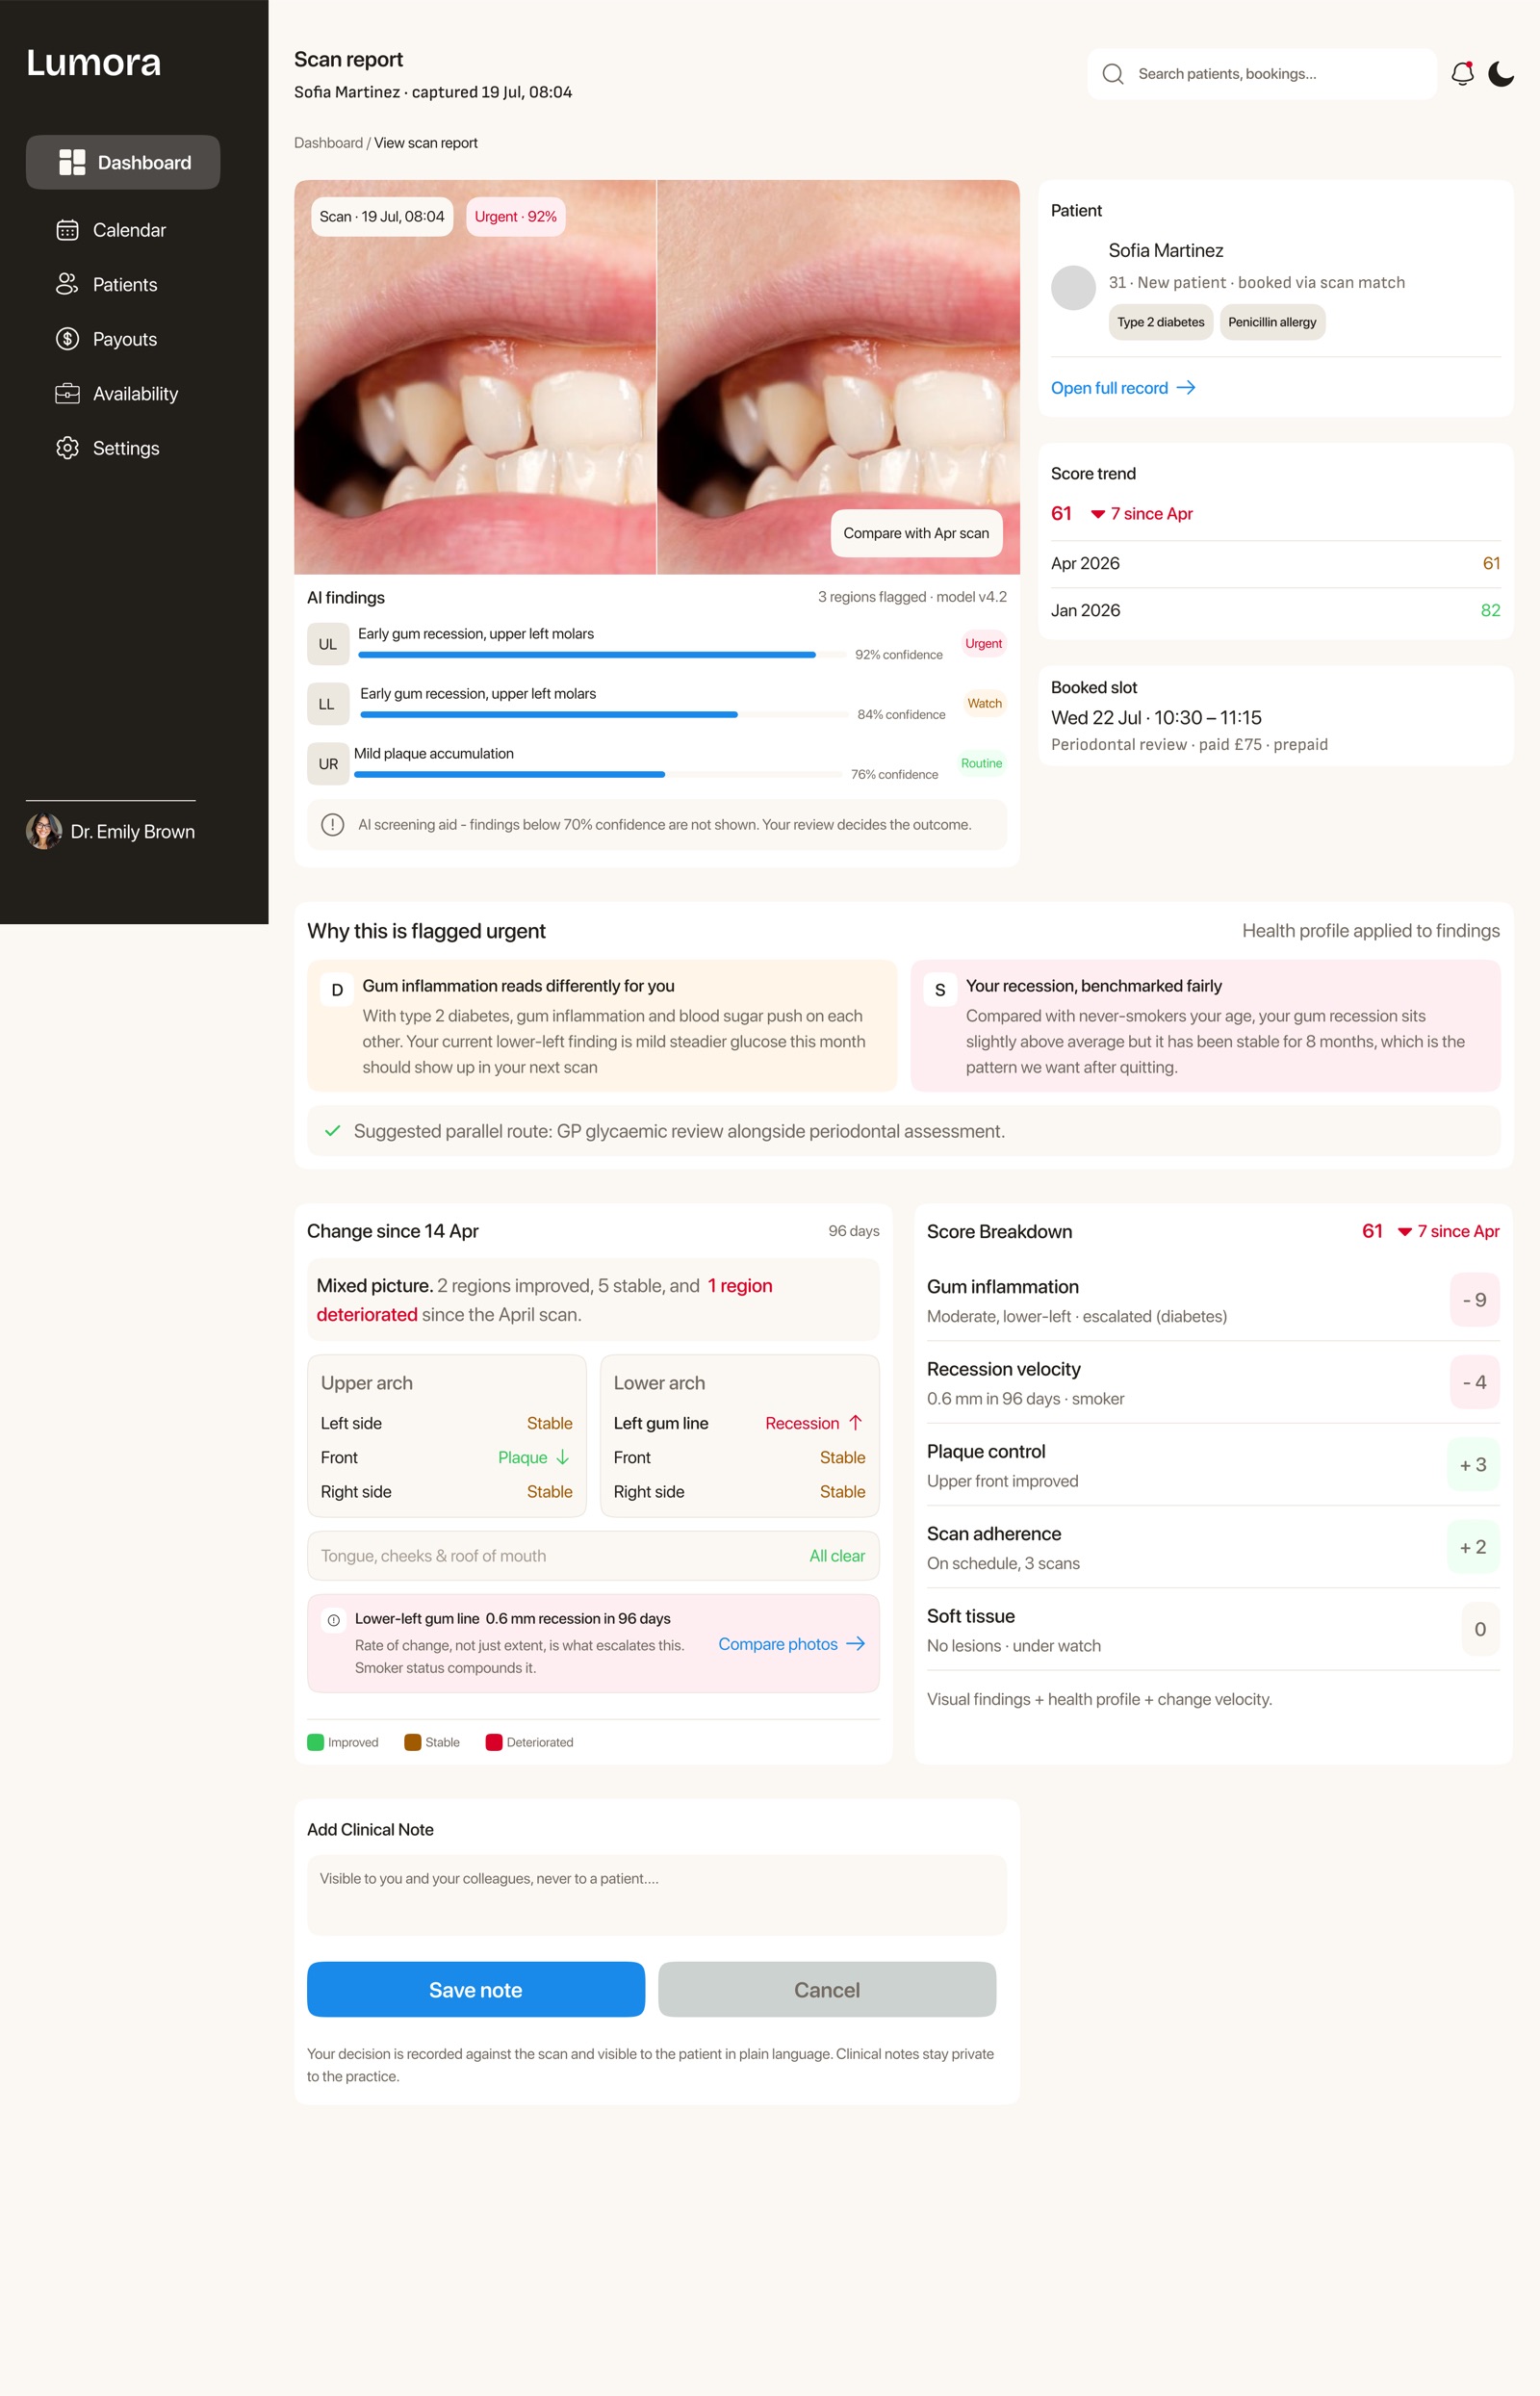 Lumora
Dashboard
Calendar
Patients
Payouts
Availability
Settings
Dr. Emily Brown
Scan report
Sofia Martinez · captured 19 Jul, 08:04
Search patients, bookings...
Dashboard / View scan report
Scan · 19 Jul, 08:04
Urgent · 92%
Compare with Apr scan
AI findings
3 regions flagged · model v4.2
UL
Early gum recession, upper left molars
92% confidence
Urgent
LL
Early gum recession, upper left molars
84% confidence
Watch
UR
Mild plaque accumulation
76% confidence
Routine
AI screening aid - findings below 70% confidence are not shown. Your review decides the outcome.
Patient
Sofia Martinez
31 · New patient · booked via scan match
Type 2 diabetes
Penicillin allergy
Open full record
Score trend
61
7 since Apr
Apr 2026
61
Jan 2026
82
Booked slot
Wed 22 Jul · 10:30 – 11:15
Periodontal review · paid £75 · prepaid
Why this is flagged urgent
Health profile applied to findings
D
Gum inflammation reads differently for you
With type 2 diabetes, gum inflammation and blood sugar push on each
other. Your current lower-left finding is mild steadier glucose this month
should show up in your next scan
S
Your recession, benchmarked fairly
Compared with never-smokers your age, your gum recession sits
slightly above average but it has been stable for 8 months, which is the
pattern we want after quitting.
Suggested parallel route: GP glycaemic review alongside periodontal assessment.
Change since 14 Apr
96 days
Mixed picture. 2 regions improved, 5 stable, and 1 region
deteriorated since the April scan.
Upper arch
Left side
Stable
Front
Plaque
Right side
Stable
Lower arch
Left gum line
Recession
Front
Stable
Right side
Stable
Tongue, cheeks & roof of mouth
All clear
Lower-left gum line 0.6 mm recession in 96 days
Rate of change, not just extent, is what escalates this.
Smoker status compounds it.
Compare photos
Improved
Stable
Deteriorated
Score Breakdown
61
7 since Apr
Gum inflammation
Moderate, lower-left · escalated (diabetes)
- 9
Recession velocity
0.6 mm in 96 days · smoker
- 4
Plaque control
Upper front improved
+ 3
Scan adherence
On schedule, 3 scans
+ 2
Soft tissue
No lesions · under watch
0
Visual findings + health profile + change velocity.
Add Clinical Note
Visible to you and your colleagues, never to a patient....
Save note
Cancel
Your decision is recorded against the scan and visible to the patient in plain language. Clinical notes stay private
to the practice.